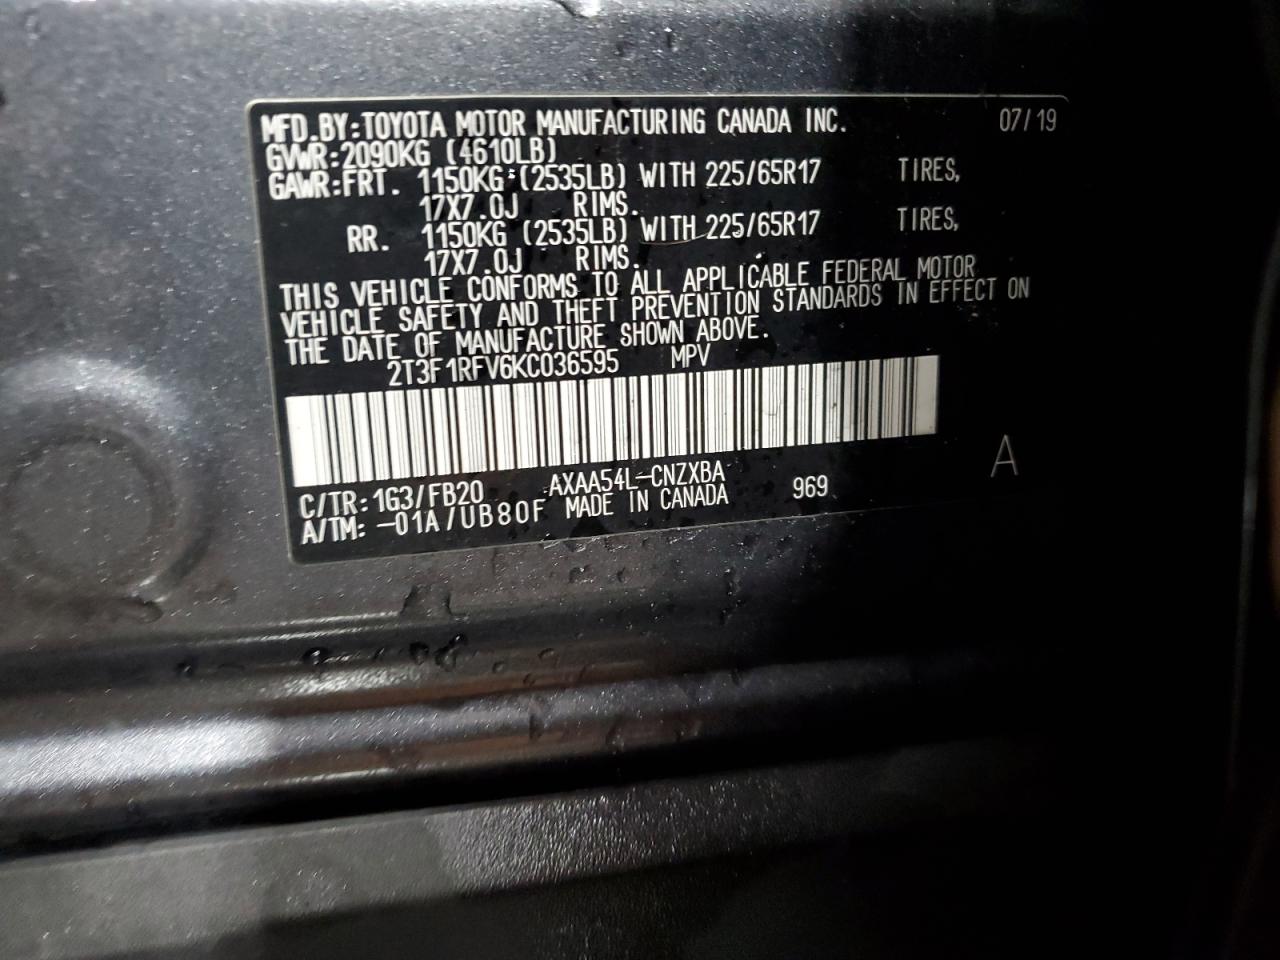 MFD.BY:TOYOTA MOTOR MANUFACTURING CANADA INC. 07/19
GVWR:2090KG (4610LB)
GAWR:FRT. 1150KG (2535LB) WITH 225/65R17 TIRES,
17X7.0J RIMS.
RR. 1150KG (2535LB) WITH 225/65R17 TIRES,
17X7.0J RIMS.
THIS VEHICLE CONFORMS TO ALL APPLICABLE FEDERAL MOTOR
VEHICLE SAFETY AND THEFT PREVENTION STANDARDS IN EFFECT ON
THE DATE OF MANUFACTURE SHOWN ABOVE.
2T3F1RFV6KC036595 MPV
C/TR:1G3/FB20 AXAA54L-CNZXBA 969 A
A/TM:-01A/UB80F MADE IN CANADA